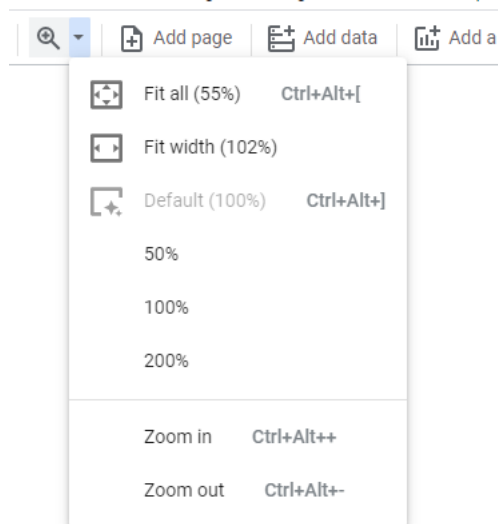 Add page Add data Add a
Fit all (55%) Ctrl+Alt+[
Fit width (102%)
Default (100%) Ctrl+Alt+]
50%
100%
200%
Zoom in Ctrl+Alt++
Zoom out Ctrl+Alt+-